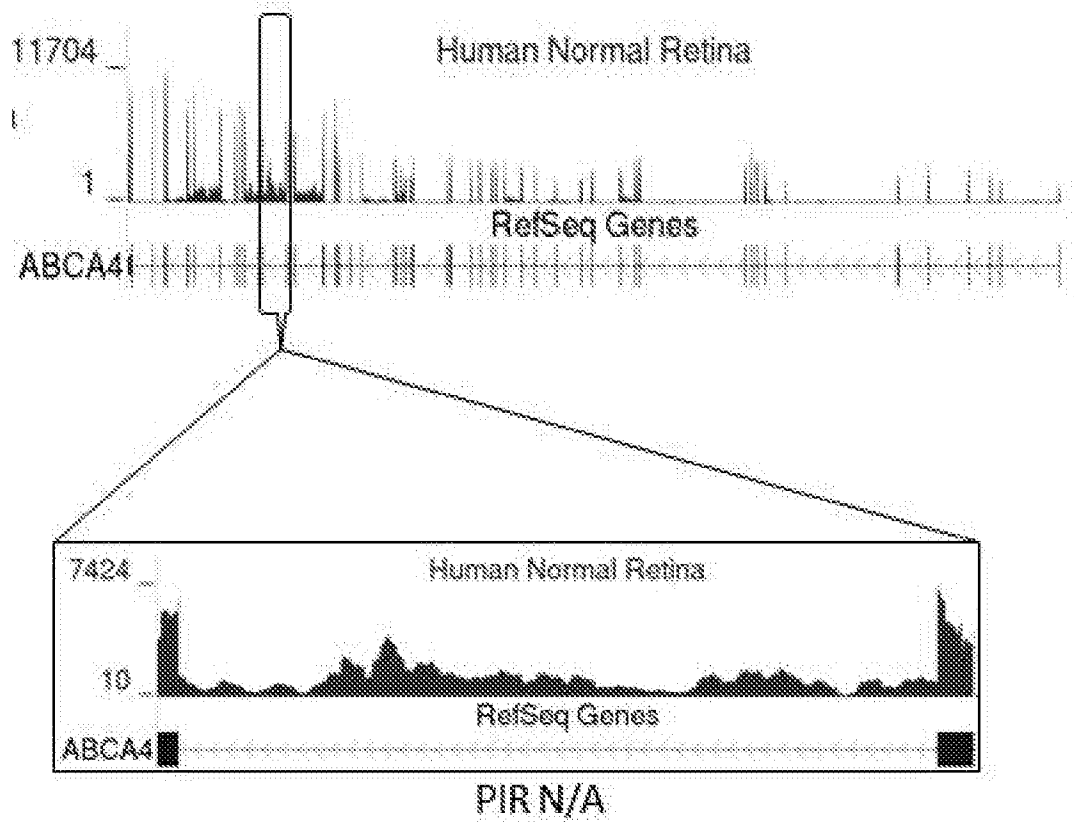 11704
Human Normal Retina
1
RefSeq Genes
ABCA4
7424
Human Normal Retina
10
RefSeq Genes
ABCA4
PIR N/A